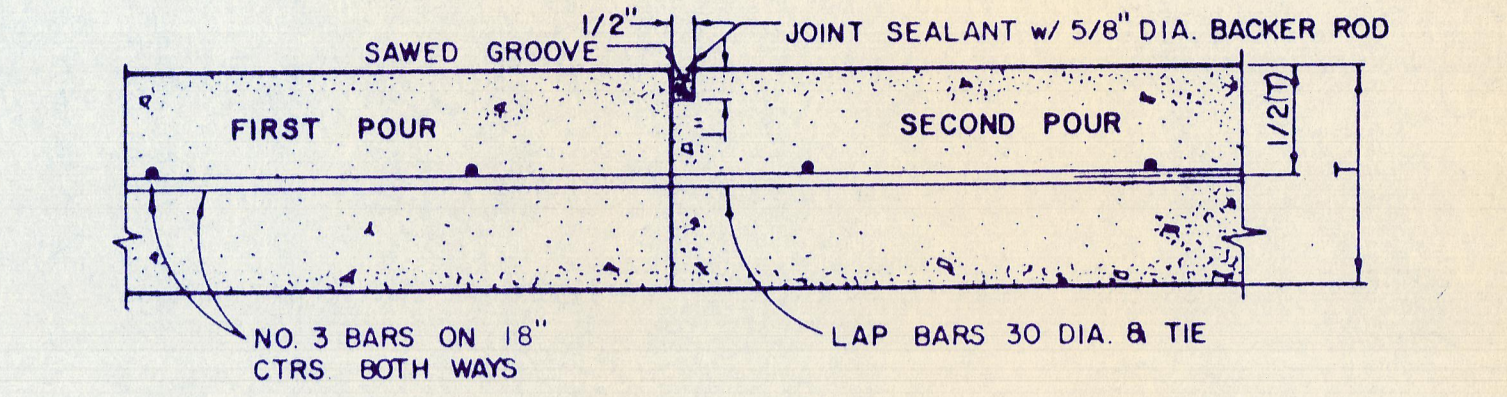 1/2"
JOINT SEALANT w/ 5/8" DIA. BACKER ROD
SAWED GROOVE
FIRST POUR
SECOND POUR
1/2(T)
T
NO. 3 BARS ON 18"
CTRS. BOTH WAYS
LAP BARS 30 DIA. & TIE